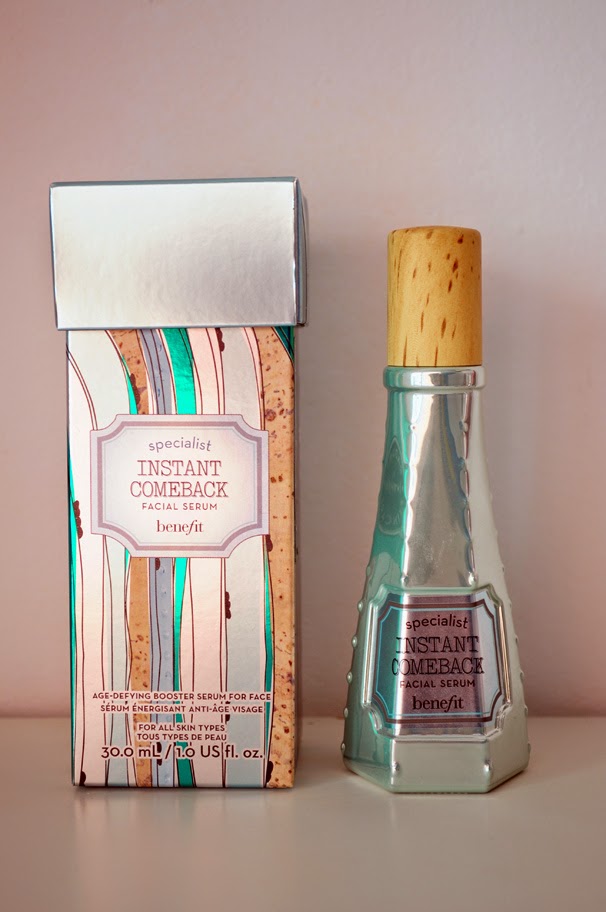 specialist
INSTANT
COMEBACK
FACIAL SERUM
benefit
AGE-DEFYING BOOSTER SERUM FOR FACE
SÉRUM ÉNERGISANT ANTI-ÂGE VISAGE
FOR ALL SKIN TYPES
TOUS TYPES DE PEAU
30.0 mL / 1.0 US fl. oz.
specialist
INSTANT
COMEBACK
FACIAL SERUM
benefit